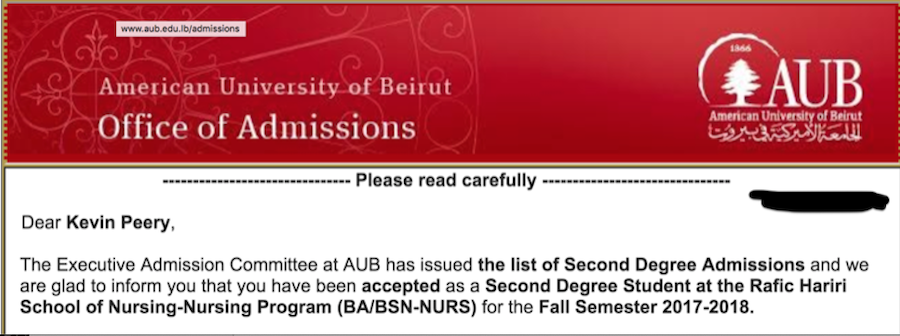 www.aub.edu.lb/admissions
American University of Beirut
Office of Admissions
1866
AUB
American University of Beirut
الجامعة الأميركية في بيروت
------------------------------- Please read carefully -------------------------------
Dear Kevin Peery,
The Executive Admission Committee at AUB has issued the list of Second Degree Admissions and we
are glad to inform you that you have been accepted as a Second Degree Student at the Rafic Hariri
School of Nursing-Nursing Program (BA/BSN-NURS) for the Fall Semester 2017-2018.